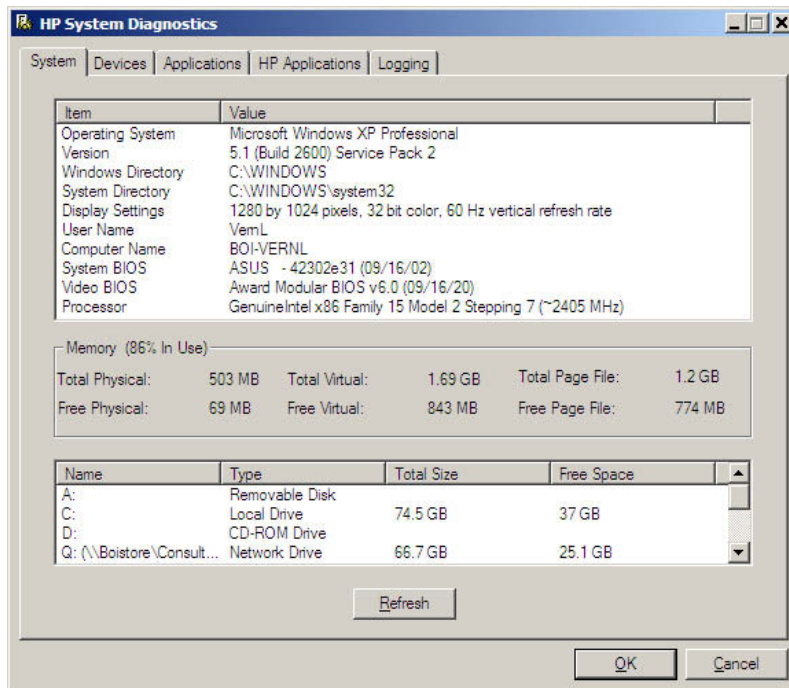 HP System Diagnostics
System Devices Applications HP Applications Logging
Item Value
Operating System Microsoft Windows XP Professional
Version 5.1 (Build 2600) Service Pack 2
Windows Directory C:\WINDOWS
System Directory C:\WINDOWS\system32
Display Settings 1280 by 1024 pixels, 32 bit color, 60 Hz vertical refresh rate
User Name VernL
Computer Name BOI-VERNL
System BIOS ASUS - 42302e31 (09/16/02)
Video BIOS Award Modular BIOS v6.0 (09/16/20)
Processor GenuineIntel x86 Family 15 Model 2 Stepping 7 (~2405 MHz)
Memory (86% In Use)
Total Physical: 503 MB Total Virtual: 1.69 GB Total Page File: 1.2 GB
Free Physical: 69 MB Free Virtual: 843 MB Free Page File: 774 MB
Name Type Total Size Free Space
A: Removable Disk
C: Local Drive 74.5 GB 37 GB
D: CD-ROM Drive
Q: (\\Boistore\Consult... Network Drive 66.7 GB 25.1 GB
Refresh
OK Cancel